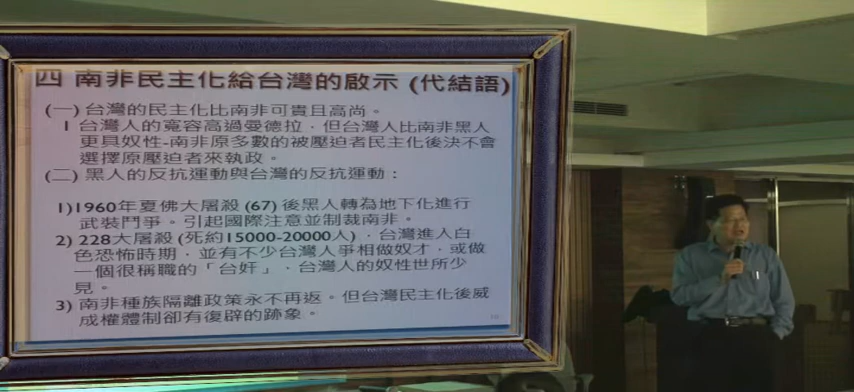 四 南非民主化給台灣的啟示 (代結語)
(一) 台灣的民主化比南非可貴且高尚。
l 台灣人的寬容高過曼德拉，但台灣人比南非黑人
更具奴性-南非原多數的被壓迫者民主化後決不會
選擇原壓迫者來執政。
(二) 黑人的反抗運動與台灣的反抗運動：
1)1960年夏佛大屠殺 (67) 後黑人轉為地下化進行
武裝鬥爭。引起國際注意並制裁南非。
2) 228大屠殺 (死約15000-20000人)，台灣進入白
色恐怖時期，並有不少台灣人爭相做奴才，或做
一個很稱職的「台奸」，台灣人的奴性世所少
見。
3) 南非種族隔離政策永不再返。但台灣民主化後威
成權體制卻有復辟的跡象。